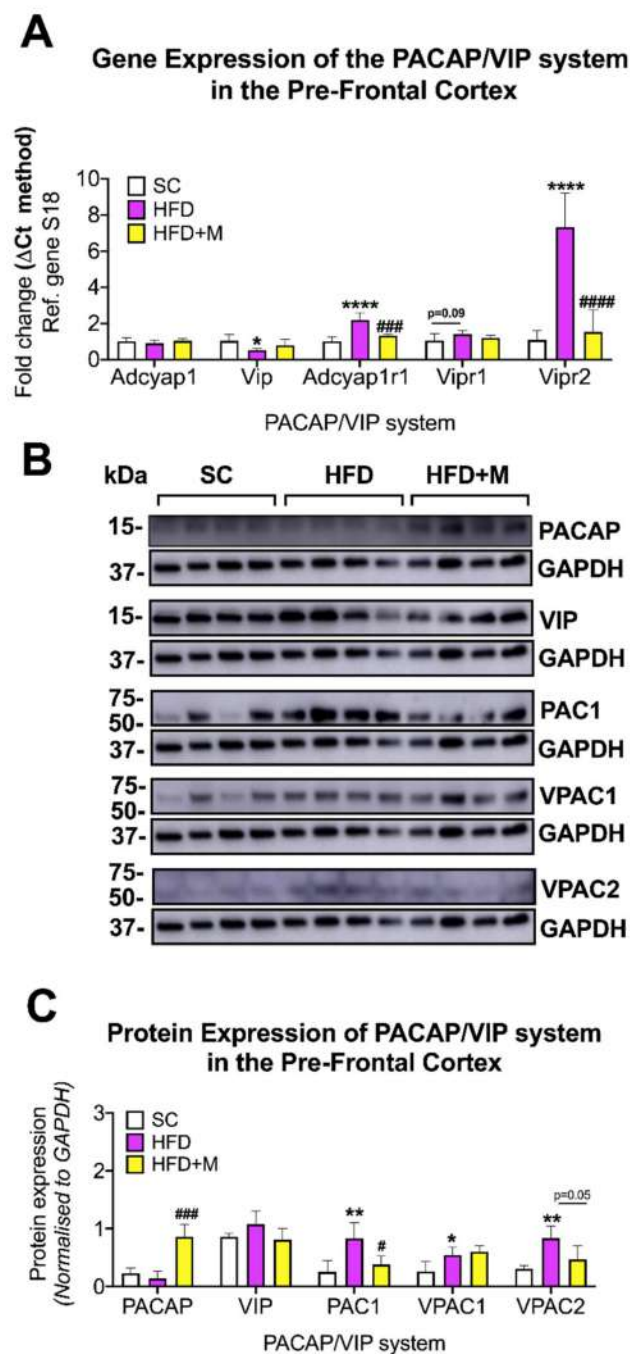 A
Gene Expression of the PACAP/VIP system
in the Pre-Frontal Cortex
Fold change (ΔCt method)
Ref. gene S18
10
8
6
4
2
0
SC
HFD
HFD+M
*
****
###
p=0.09
****
####
Adcyap1 Vip Adcyap1r1 Vipr1 Vipr2
PACAP/VIP system
B
kDa SC HFD HFD+M
15- PACAP
37- GAPDH
15- VIP
37- GAPDH
75-
50- PAC1
37- GAPDH
75-
50- VPAC1
37- GAPDH
75-
50- VPAC2
37- GAPDH
C
Protein Expression of PACAP/VIP system
in the Pre-Frontal Cortex
Protein expression
(Normalised to GAPDH)
3
2
1
0
SC
HFD
HFD+M
###
**
#
*
**
p=0.05
PACAP VIP PAC1 VPAC1 VPAC2
PACAP/VIP system